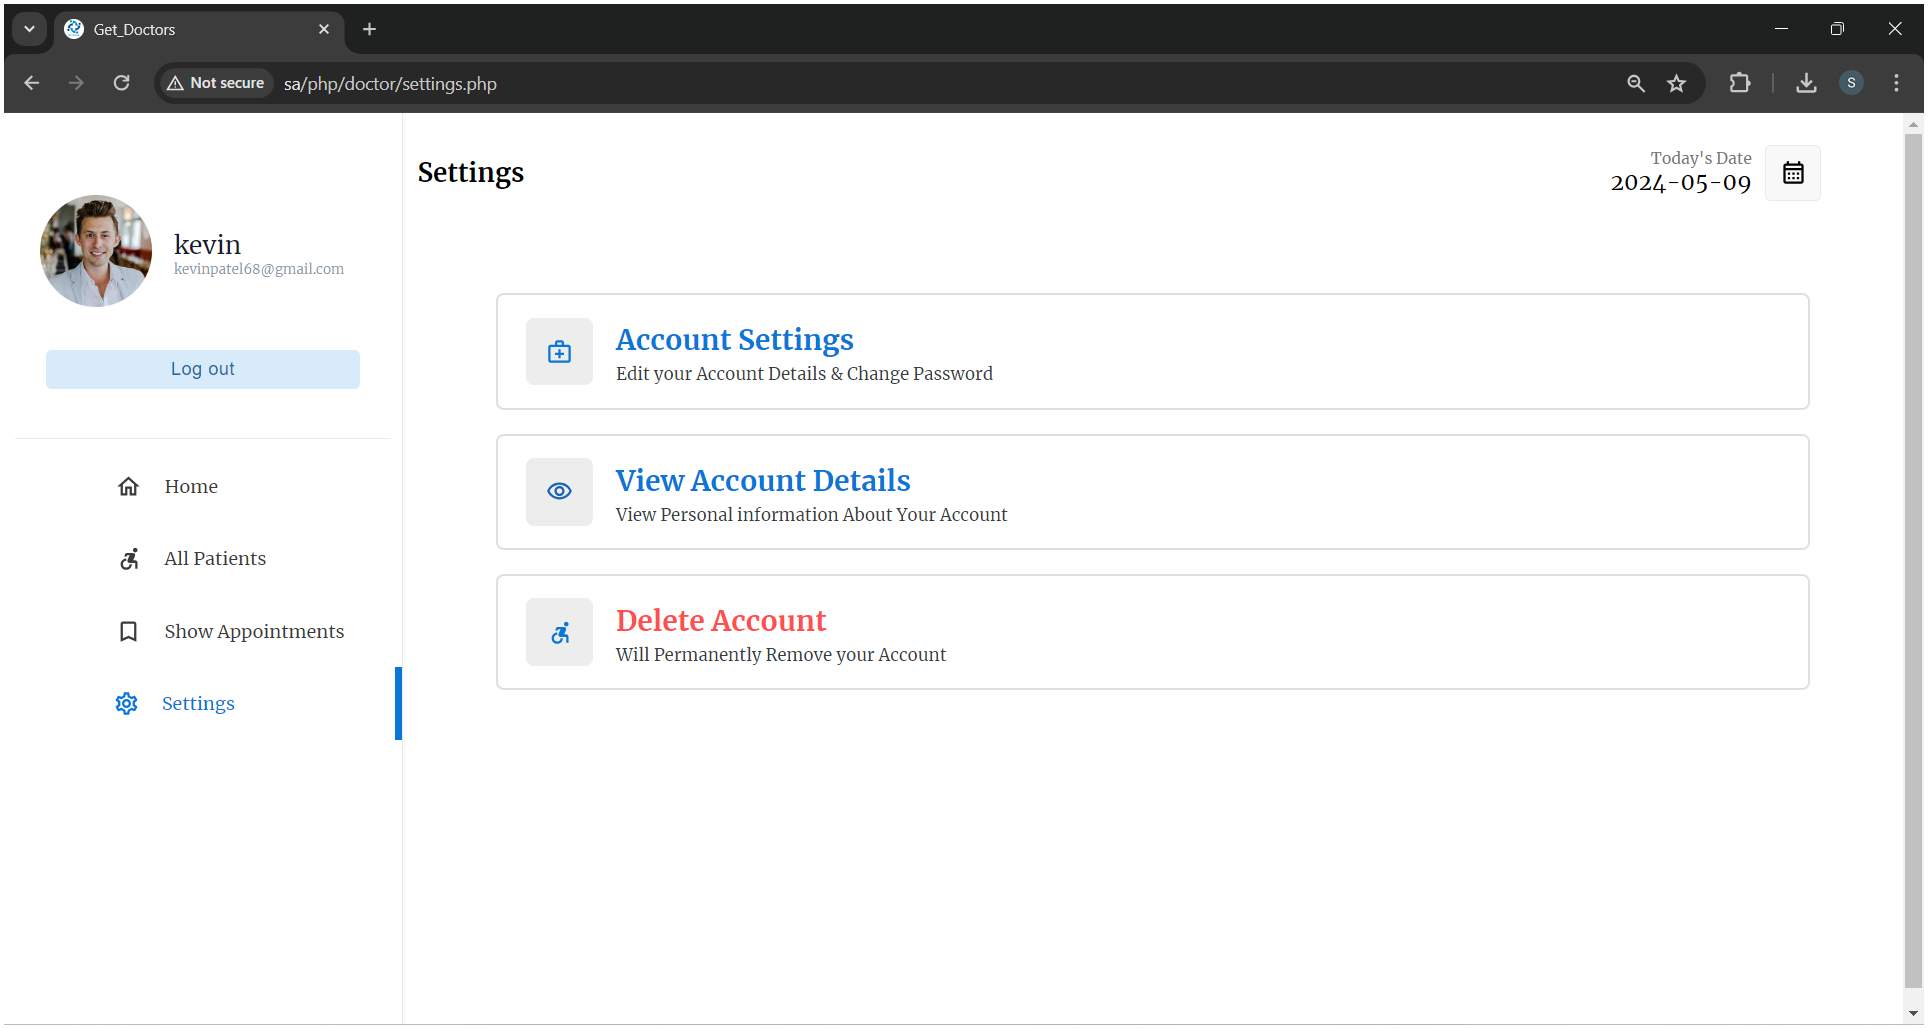 Get_Doctors
Not secure
sa/php/doctor/settings.php
S
kevin
kevinpatel68@gmail.com
Log out
Home
All Patients
Show Appointments
Settings
Settings
Today's Date
2024-05-09
Account Settings
Edit your Account Details & Change Password
View Account Details
View Personal information About Your Account
Delete Account
Will Permanently Remove your Account